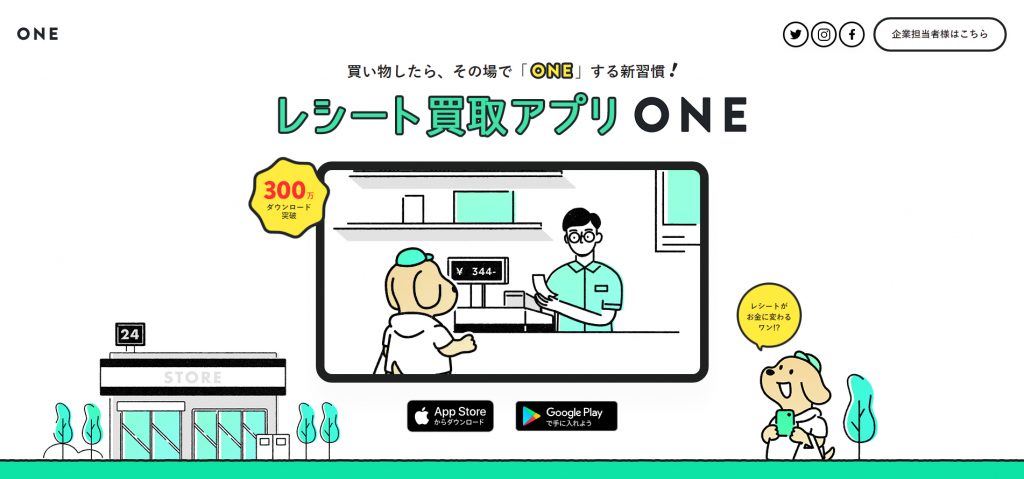 ONE
企業担当者様はこちら
買い物したら、その場で「ONE」する新習慣!
レシート買取アプリ ONE
300万
ダウンロード
突破
¥ 344-
レシートが
お金に変わる
ワン!?
24
STORE
App Store
からダウンロード
Google Play
で手に入れよう